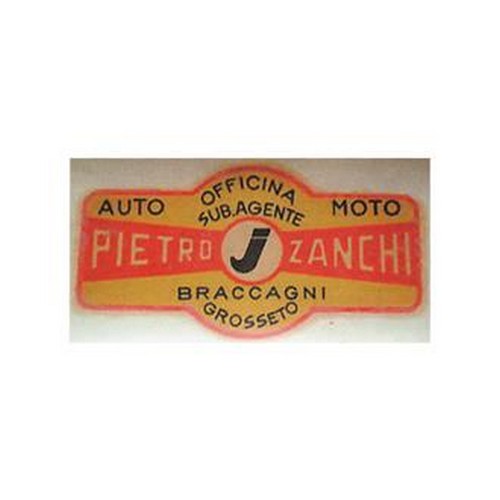 OFFICINA
SUB.AGENTE
AUTO MOTO
PIETRO J ZANCHI
BRACCAGNI
GROSSETO